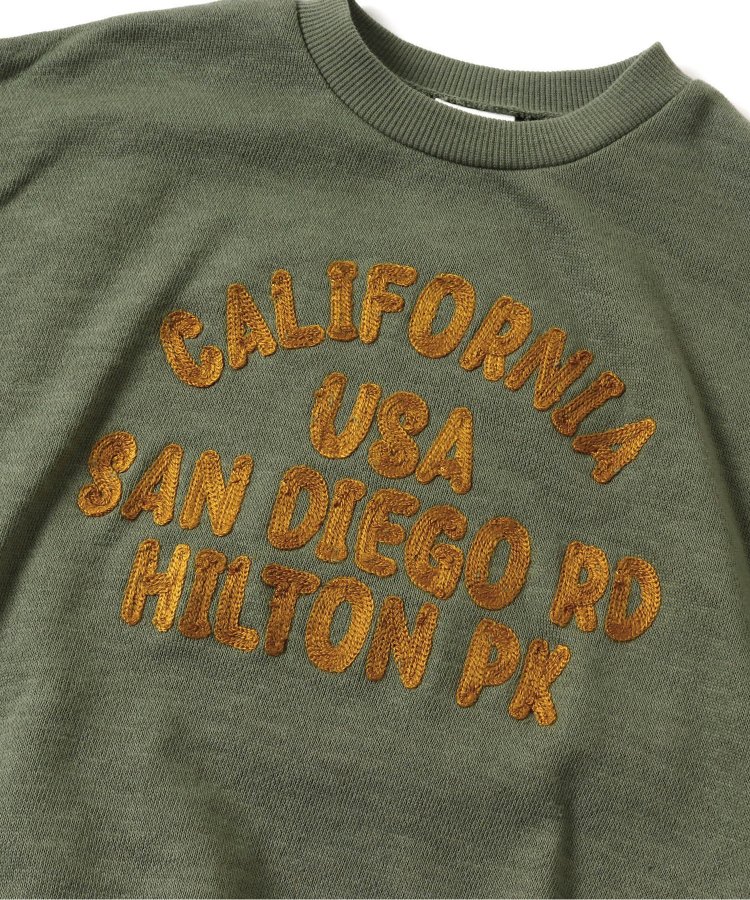 CALIFORNIA
USA
SAN DIEGO RD
HILTON PK